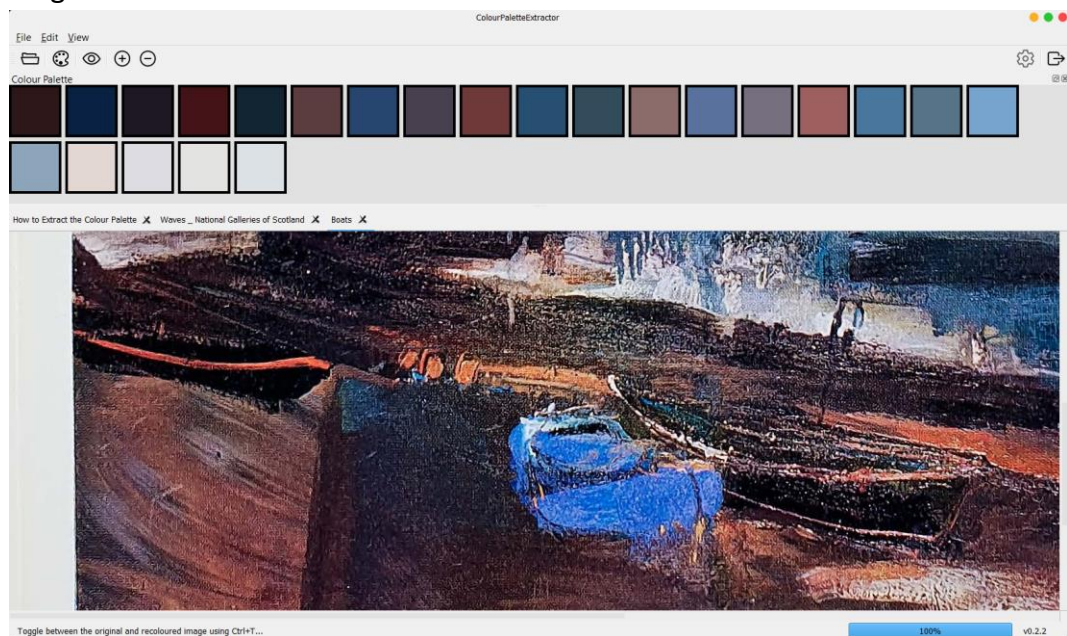 ColourPaletteExtractor
File Edit View
Colour Palette
How to Extract the Colour Palette Waves _ National Galleries of Scotland Boats
Toggle between the original and recoloured image using Ctrl+T... 100% v0.2.2